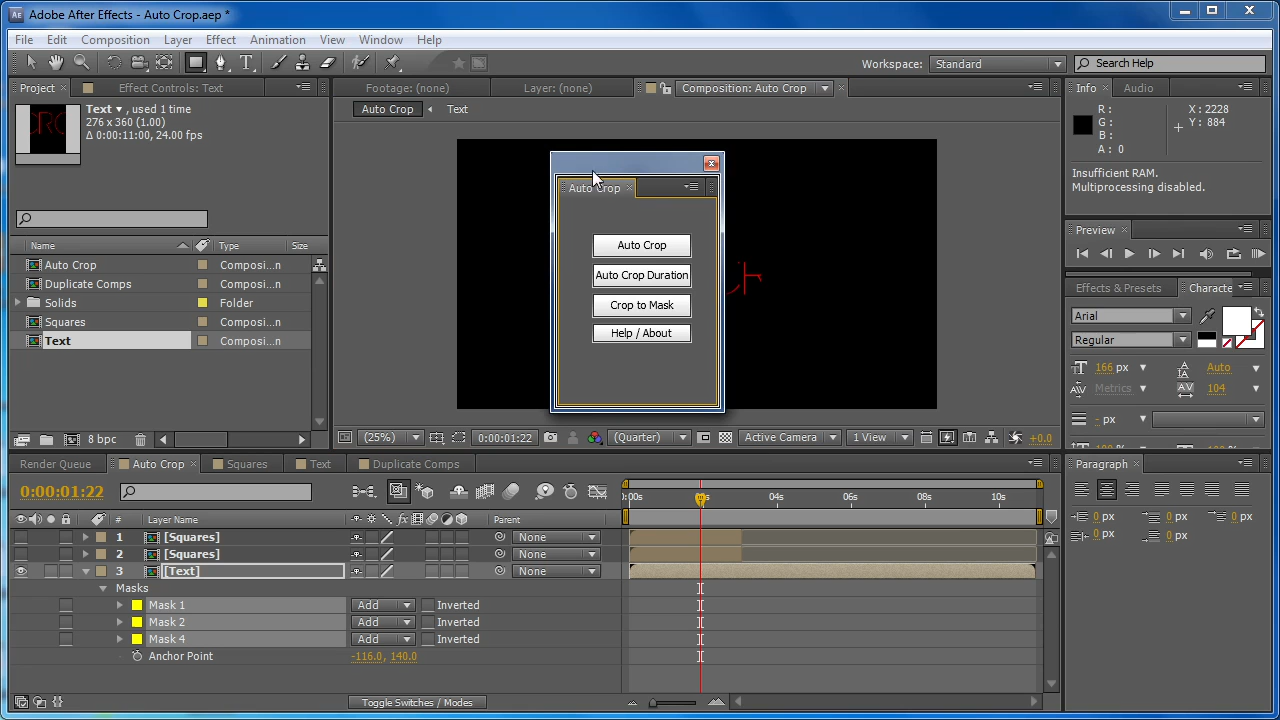 Adobe After Effects - Auto Crop.aep *
File Edit Composition Layer Effect Animation View Window Help
Workspace: Standard Search Help
Project Effect Controls: Text
Footage: (none) Layer: (none) Composition: Auto Crop
Info Audio
Text, used 1 time
276 x 360 (1.00)
Δ 0:00:11:00, 24.00 fps
Auto Crop Text
R:
G:
B:
A: 0
X: 2228
Y: 884
Insufficient RAM.
Multiprocessing disabled.
Auto Crop
Auto Crop
Auto Crop Duration
Crop to Mask
Help / About
Preview
Name Type Size
Auto Crop Composi...n
Duplicate Comps Composi...n
Solids Folder
Squares Composi...n
Text Composi...n
Effects & Presets Characte
Arial
Regular
166 px Auto
Metrics 104
- px
8 bpc
(25%) 0:00:01:22 (Quarter) Active Camera 1 View +0.0
Render Queue Auto Crop Squares Text Duplicate Comps
Paragraph
0:00:01:22
04s 06s 08s 10s
0 px 0 px 0 px
0 px 0 px
# Layer Name Parent
1 [Squares] None
2 [Squares] None
3 [Text] None
Masks
Mask 1 Add Inverted
Mask 2 Add Inverted
Mask 4 Add Inverted
Anchor Point -116.0, 140.0
Toggle Switches / Modes